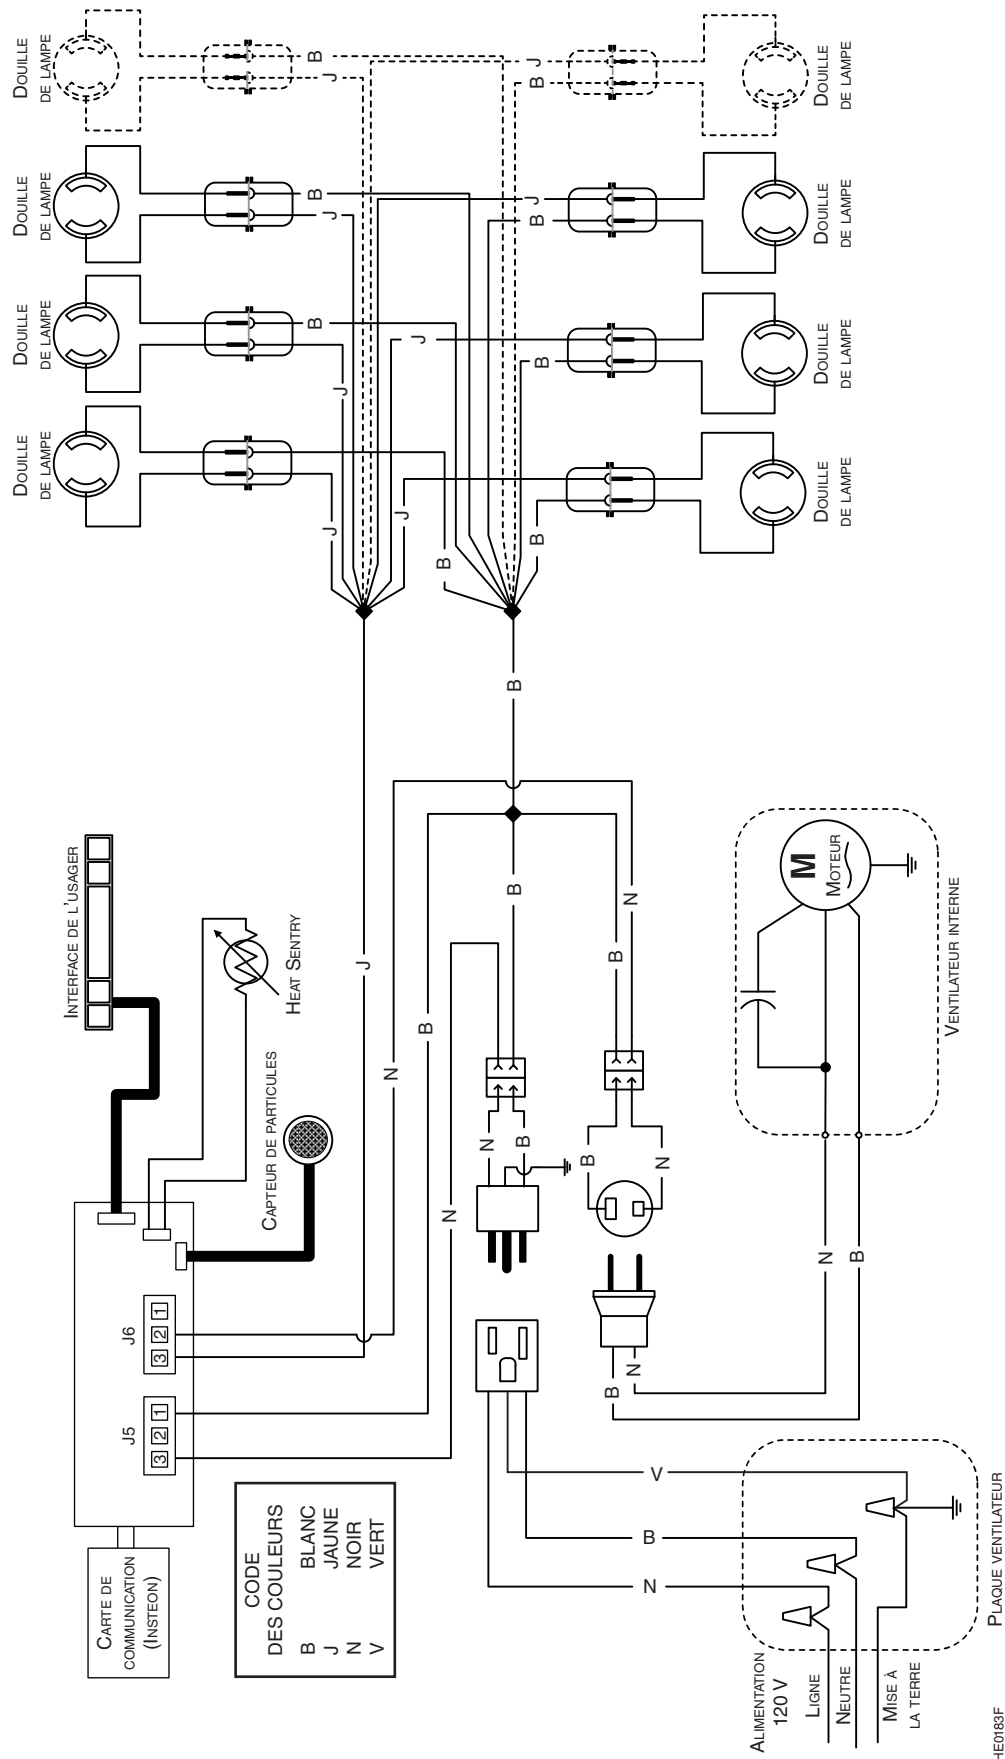 DOUILLE
DE LAMPE
DOUILLE
DE LAMPE
DOUILLE
DE LAMPE
DOUILLE
DE LAMPE
DOUILLE
DE LAMPE
DOUILLE
DE LAMPE
DOUILLE
DE LAMPE
DOUILLE
DE LAMPE
B
J
J
B
B
J
J
B
B
J
J
B
J
J
B
B
B
INTERFACE DE L'USAGER
HEAT SENTRY
CAPTEUR DE PARTICULES
J
B
N
N
B
B
N
N
B
B
N
M
MOTEUR
VENTILATEUR INTERNE
J6
3 2 1
J5
3 2 1
CARTE DE
COMMUNICATION
(INSTEON)
CODE
DES COULEURS
B BLANC
J JAUNE
N NOIR
V VERT
B
N
N
B
V
B
N
ALIMENTATION
120 V
LIGNE
NEUTRE
MISE À
LA TERRE
PLAQUE VENTILATEUR
HE0183F